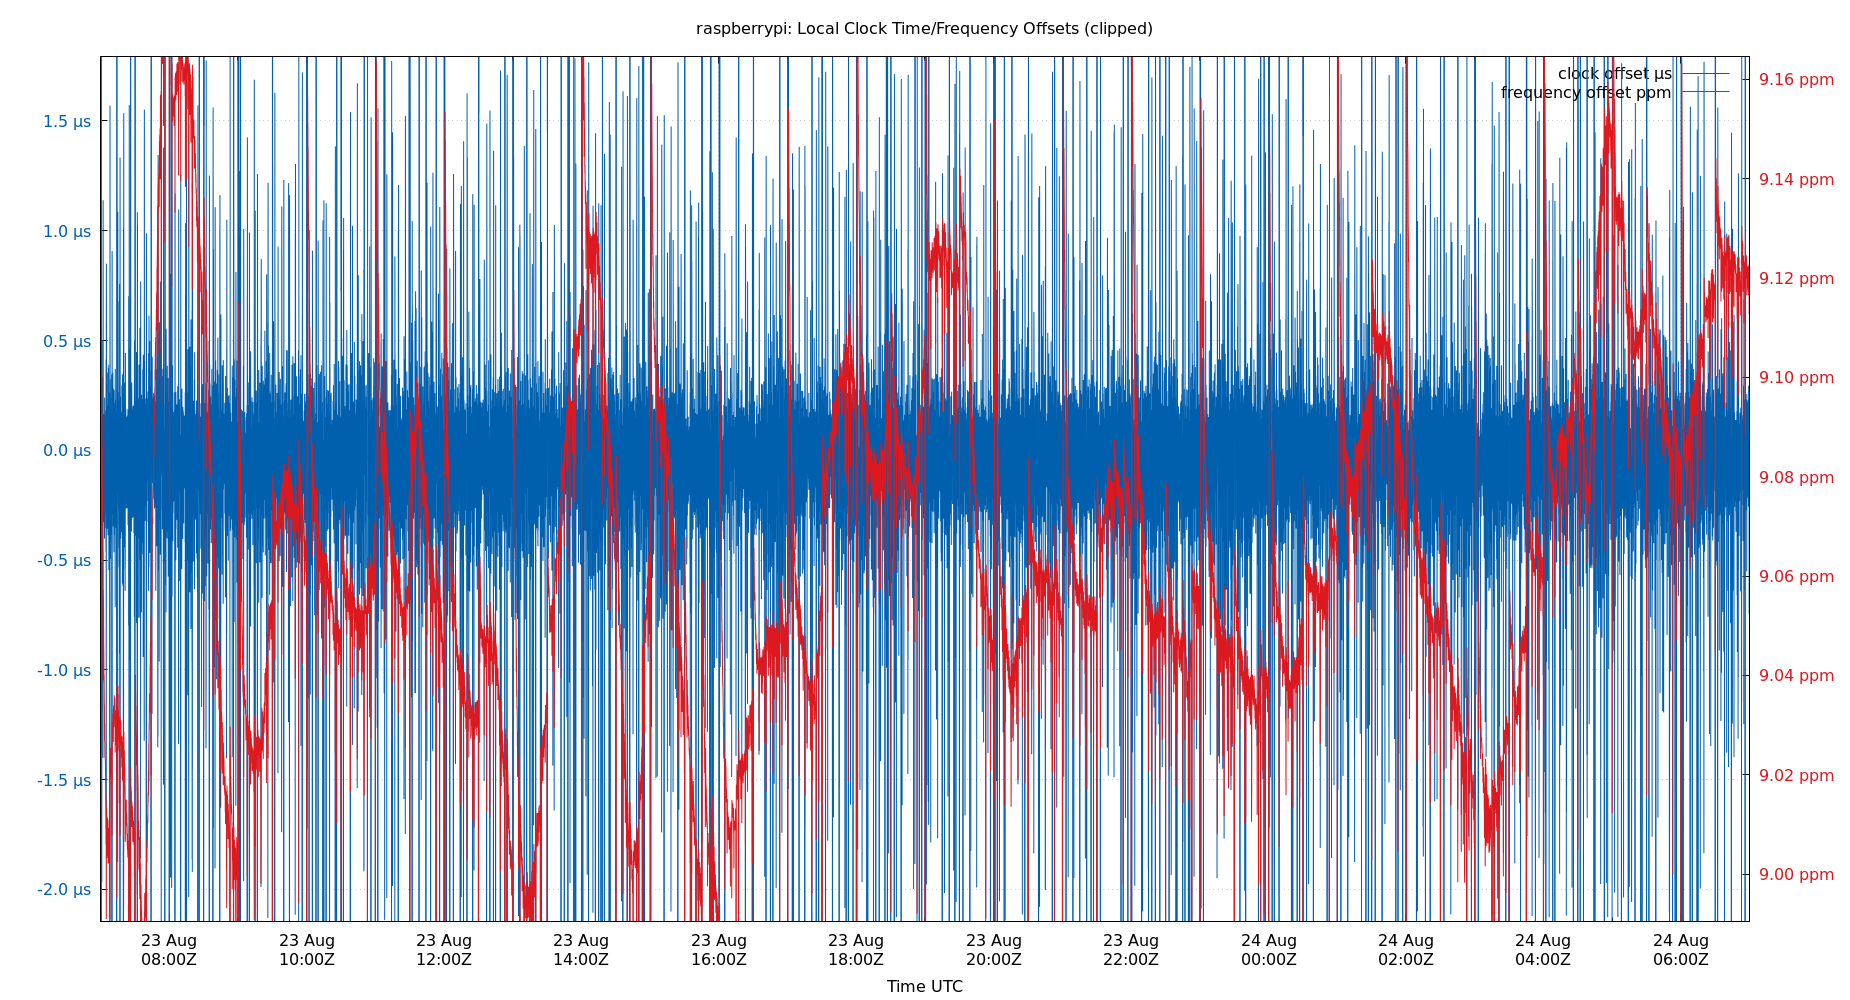 raspberrypi: Local Clock Time/Frequency Offsets (clipped)
clock offset µs
frequency offset ppm
1.5 µs
1.0 µs
0.5 µs
0.0 µs
-0.5 µs
-1.0 µs
-1.5 µs
-2.0 µs
9.16 ppm
9.14 ppm
9.12 ppm
9.10 ppm
9.08 ppm
9.06 ppm
9.04 ppm
9.02 ppm
9.00 ppm
23 Aug 23 Aug 23 Aug 23 Aug 23 Aug 23 Aug 23 Aug 23 Aug 24 Aug 24 Aug 24 Aug 24 Aug
08:00Z 10:00Z 12:00Z 14:00Z 16:00Z 18:00Z 20:00Z 22:00Z 00:00Z 02:00Z 04:00Z 06:00Z
Time UTC